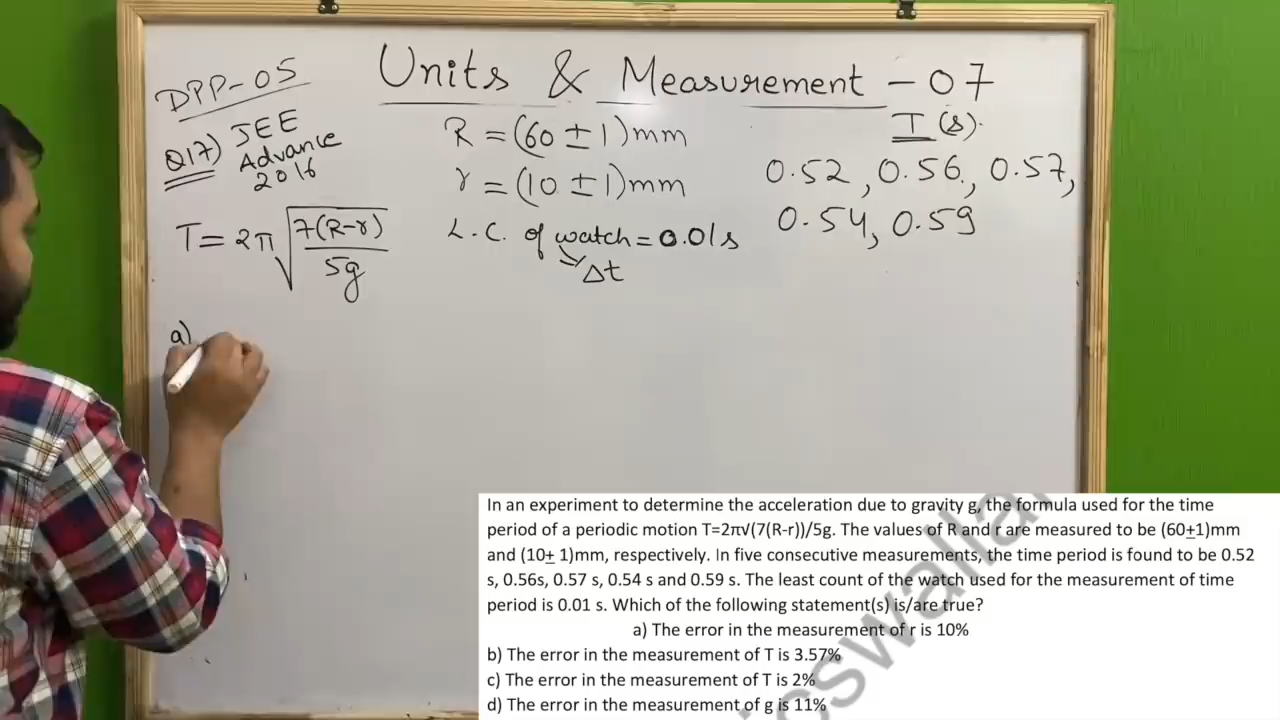 DPP-05
Units & Measurement - 07
Q17) JEE
Advance
2016
R = (60 ± 1) mm
r = (10 ± 1) mm
L.C. of watch = 0.01 s
Δt
T (s).
0.52, 0.56, 0.57,
0.54, 0.59
T = 2π √7(R-r)/5g
a)
In an experiment to determine the acceleration due to gravity g, the formula used for the time
period of a periodic motion T=2π√(7(R-r))/5g. The values of R and r are measured to be (60±1)mm
and (10± 1)mm, respectively. In five consecutive measurements, the time period is found to be 0.52
s, 0.56s, 0.57 s, 0.54 s and 0.59 s. The least count of the watch used for the measurement of time
period is 0.01 s. Which of the following statement(s) is/are true?
a) The error in the measurement of r is 10%
b) The error in the measurement of T is 3.57%
c) The error in the measurement of T is 2%
d) The error in the measurement of g is 11%